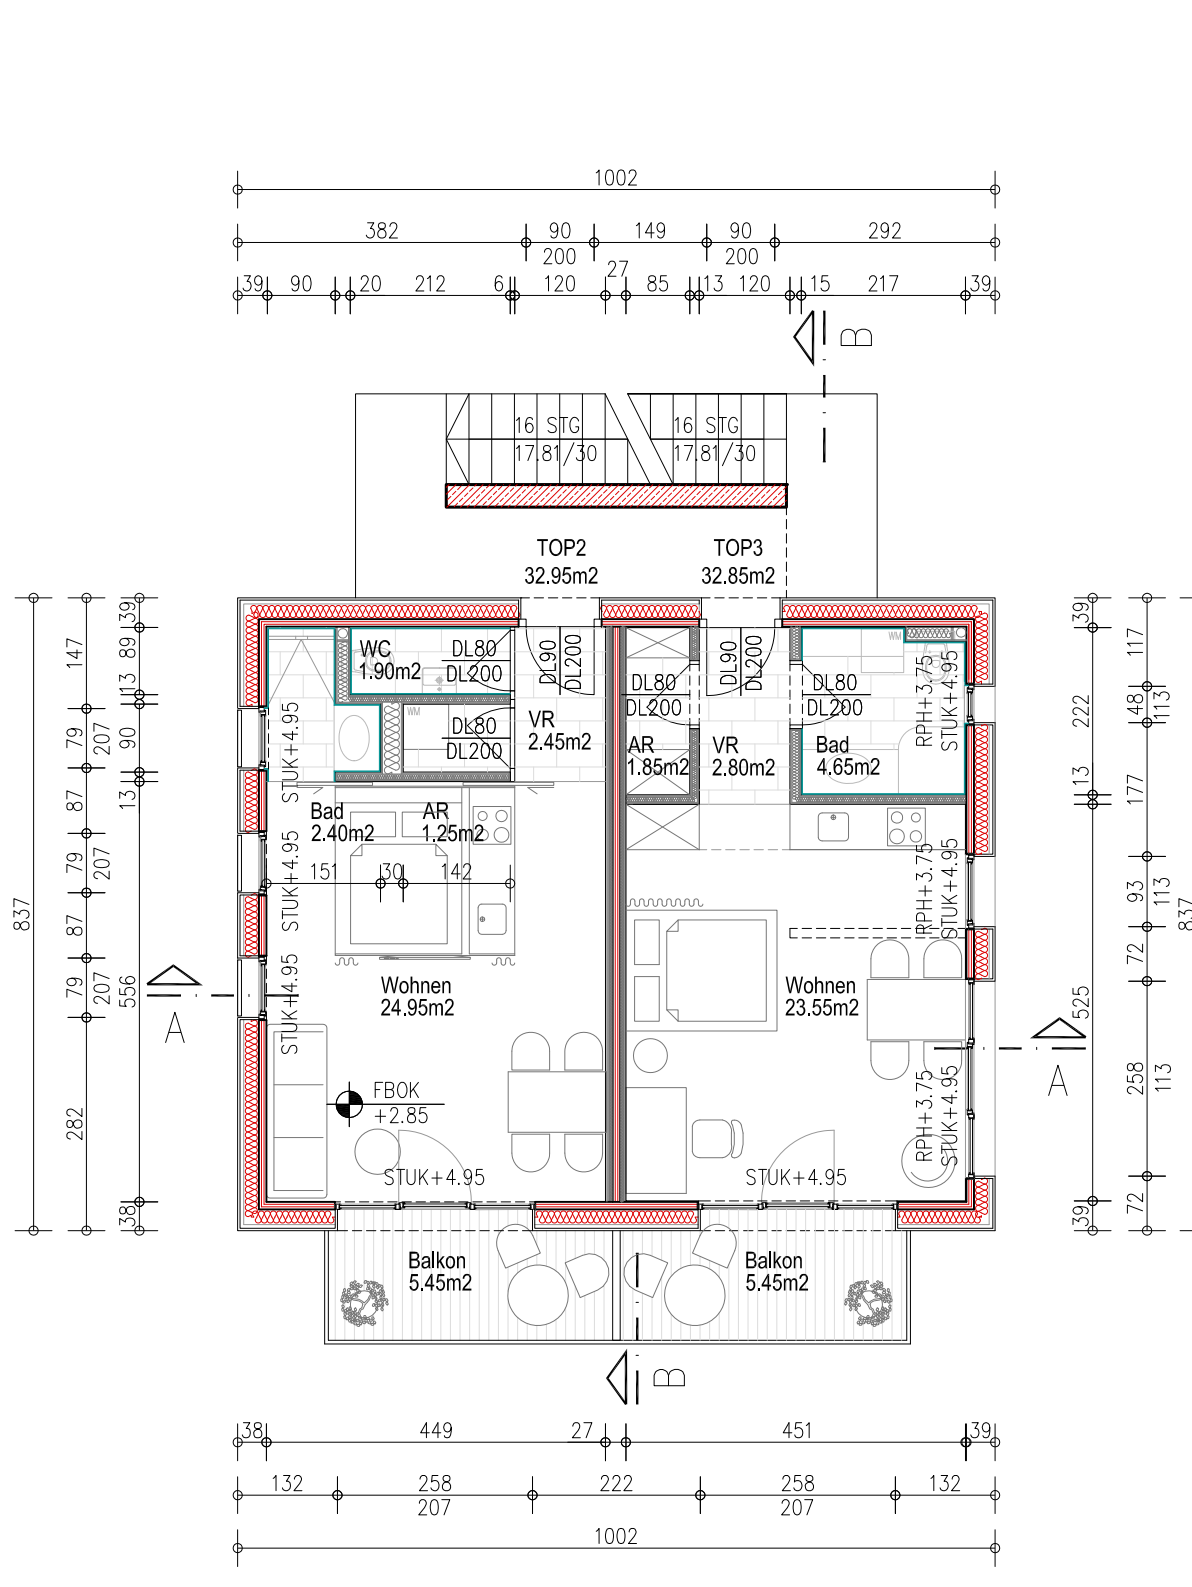 1002
382 90 149 90 292
200 200
27
39 90 20 212 6 120 85 13 120 15 217 39
B
16 STG 16 STG
17.81/30 17.81/30
TOP2 TOP3
32.95m2 32.85m2
WC
1.90m2
DL80
DL200
DL90
DL200
DL80
DL200
DL90
DL200
DL80
DL200
WM
WM
DL80
DL200
VR
2.45m2
AR
1.85m2
VR
2.80m2
Bad
4.65m2
RPH+3.75
STUK+4.95
STUK+4.95
Bad
2.40m2
AR
1.25m2
STUK+4.95
RPH+3.75
STUK+4.95
151 30 142
STUK+4.95
Wohnen
24.95m2
Wohnen
23.55m2
A
A
FBOK
+2.85
RPH+3.75
STUK+4.95
STUK+4.95 STUK+4.95
Balkon
5.45m2
Balkon
5.45m2
B
837
147
79
207
87
79
207
87
79
207
282
39
89
13
90
13
556
38
39
222
13
525
39
117
48
113
177
93
113
72
258
113
72
837
38 449 27 451 39
132 258 222 258 132
207 207
1002